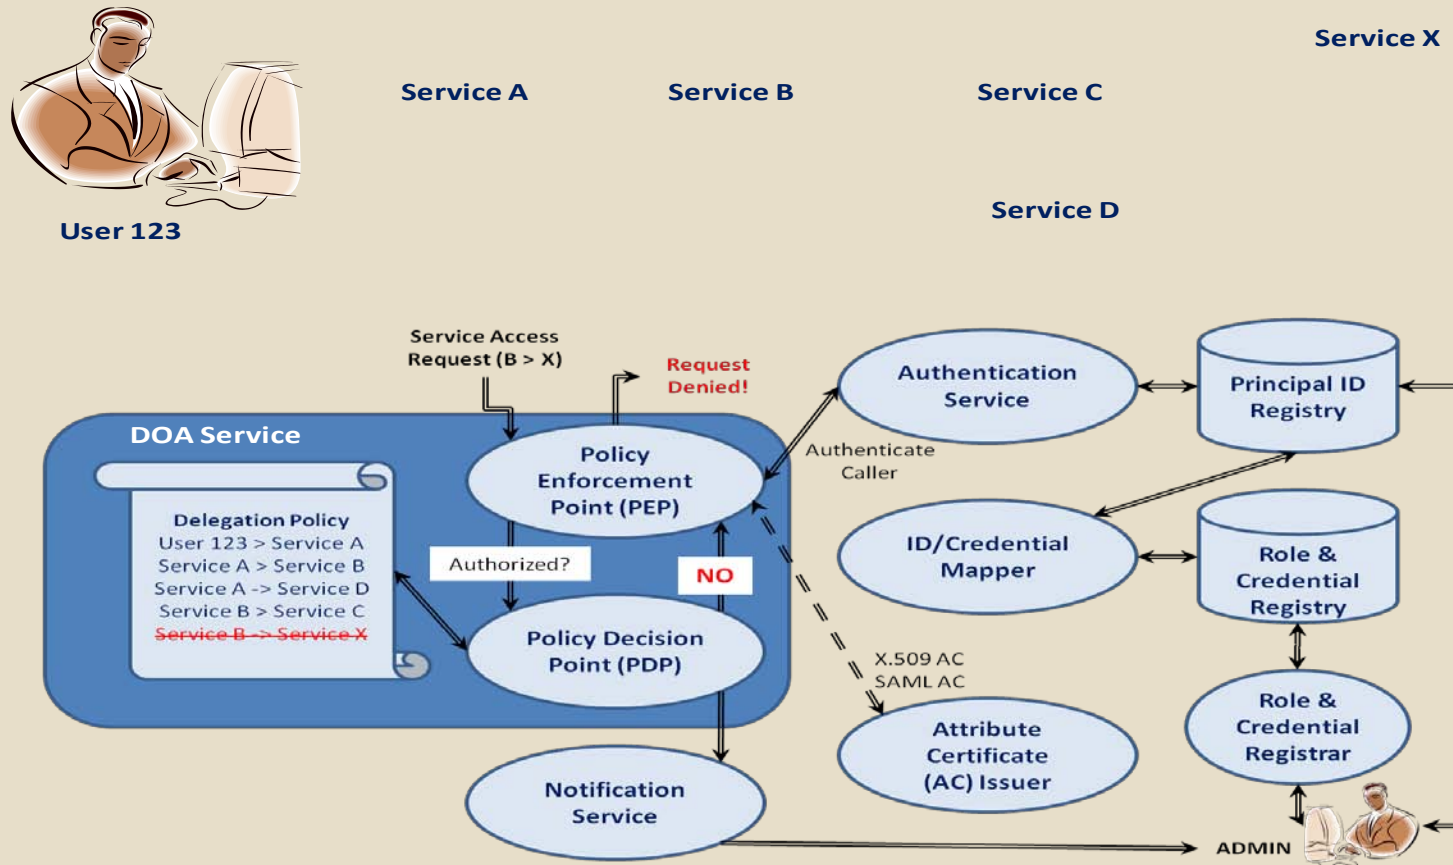 Service X
Service A
Service B
Service C
Service D
User 123
Service Access
Request (B > X)
Request
Denied!
DOA Service
Delegation Policy
User 123 > Service A
Service A > Service B
Service A -> Service D
Service B > Service C
Service B -> Service X
Policy
Enforcement
Point (PEP)
Authorized?
NO
Policy Decision
Point (PDP)
Notification
Service
Authentication
Service
Authenticate
Caller
ID/Credential
Mapper
X.509 AC
SAML AC
Attribute
Certificate
(AC) Issuer
Principal ID
Registry
Role &
Credential
Registry
Role &
Credential
Registrar
ADMIN